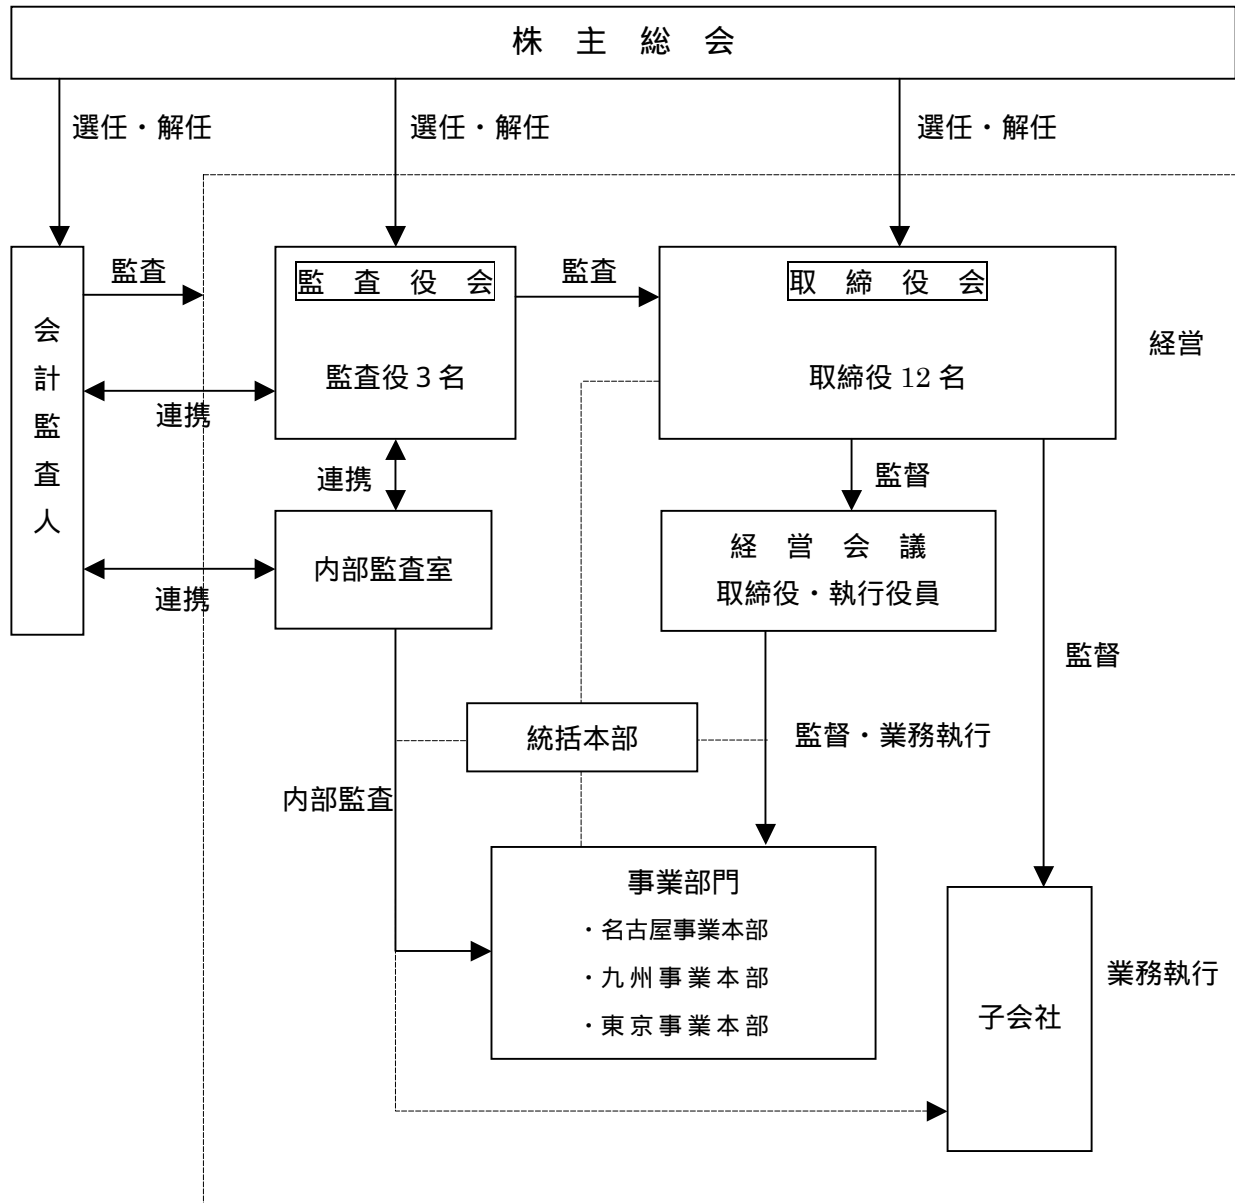 株 主 総 会
選任・解任
選任・解任
選任・解任
会計監査人
監査
監 査 役 会
監査
取 締 役 会
経営
監査役３名
取締役 12 名
連携
連携
監督
内部監査室
経 営 会 議
取締役・執行役員
連携
監督
統括本部
監督・業務執行
内部監査
事業部門
・名古屋事業本部
・九州事業本部
・東京事業本部
業務執行
子会社